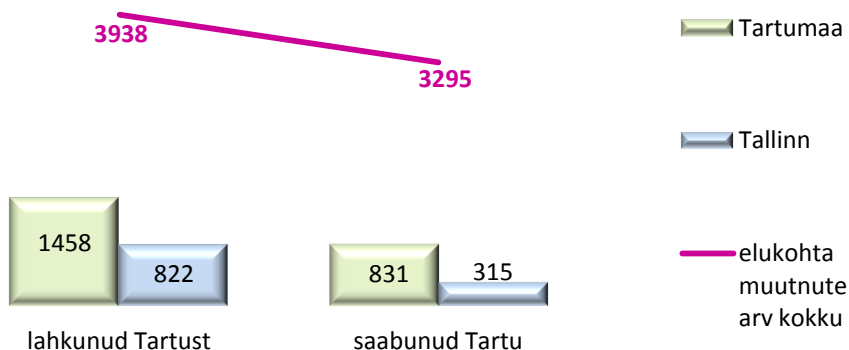 3938
3295
1458
822
831
315
lahkunud Tartust
saabunud Tartu
Tartumaa
Tallinn
elukohta
muutnute
arv kokku